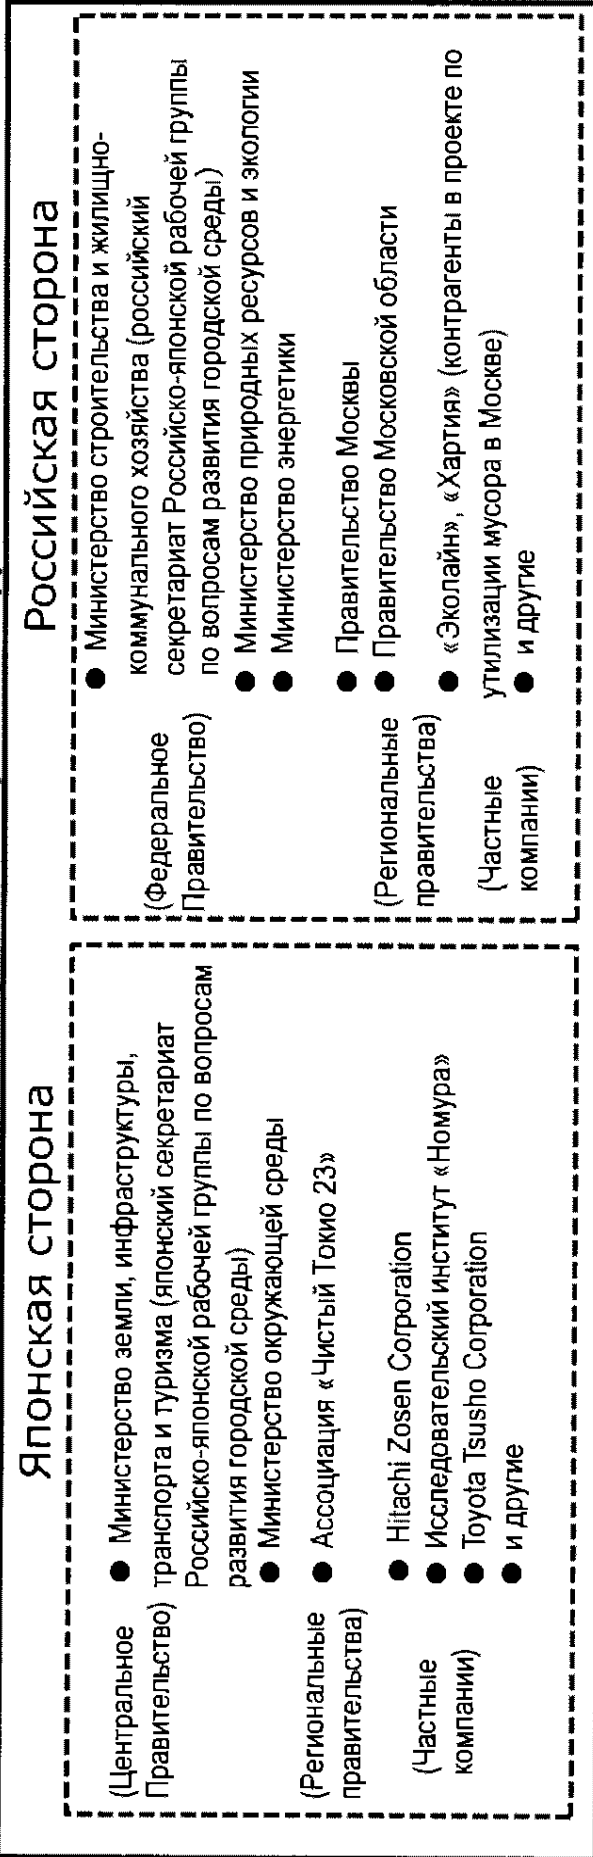 Японская сторона
(Центральное
Правительство)
● Министерство земли, инфраструктуры,
транспорта и туризма (японский секретариат
Российско-японской рабочей группы по вопросам
развития городской среды)
● Министерство окружающей среды
(Региональные
правительства)
● Ассоциация «Чистый Токио 23»
(Частные
компании)
● Hitachi Zosen Corporation
● Исследовательский институт «Номура»
● Toyota Tsusho Corporation
● и другие
Российская сторона
(Федеральное
Правительство)
● Министерство строительства и жилищно-
коммунального хозяйства (российский
секретариат Российско-японской рабочей группы
по вопросам развития городской среды)
● Министерство природных ресурсов и экологии
● Министерство энергетики
(Региональные
правительства)
● Правительство Москвы
● Правительство Московской области
(Частные
компании)
● «Эколайн», «Хартия» (контрагенты в проекте по
утилизации мусора в Москве)
● и другие